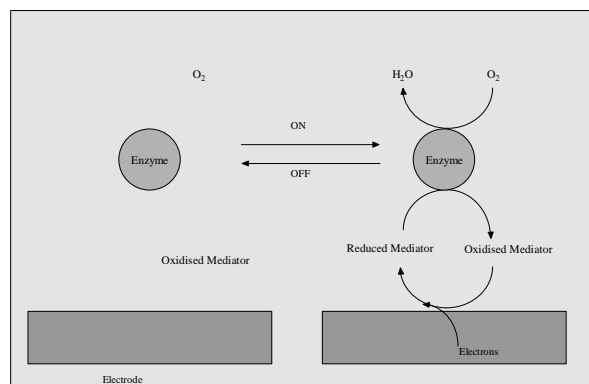 O2
H2O
O2
ON
Enzyme
Enzyme
OFF
Reduced Mediator
Oxidised Mediator
Oxidised Mediator
Electrons
Electrode